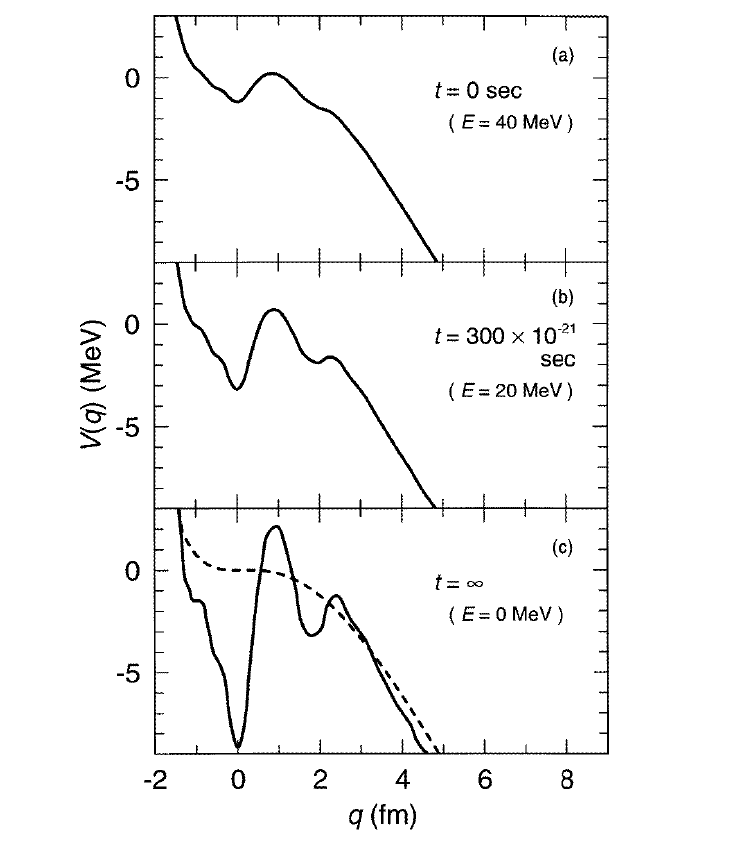 (a)
0
t = 0 sec
( E = 40 MeV )
-5
(b)
0
t = 300 × 10⁻²¹
sec
( E = 20 MeV )
-5
V(q) (MeV)
(c)
0
t = ∞
( E = 0 MeV )
-5
-2 0 2 4 6 8
q (fm)